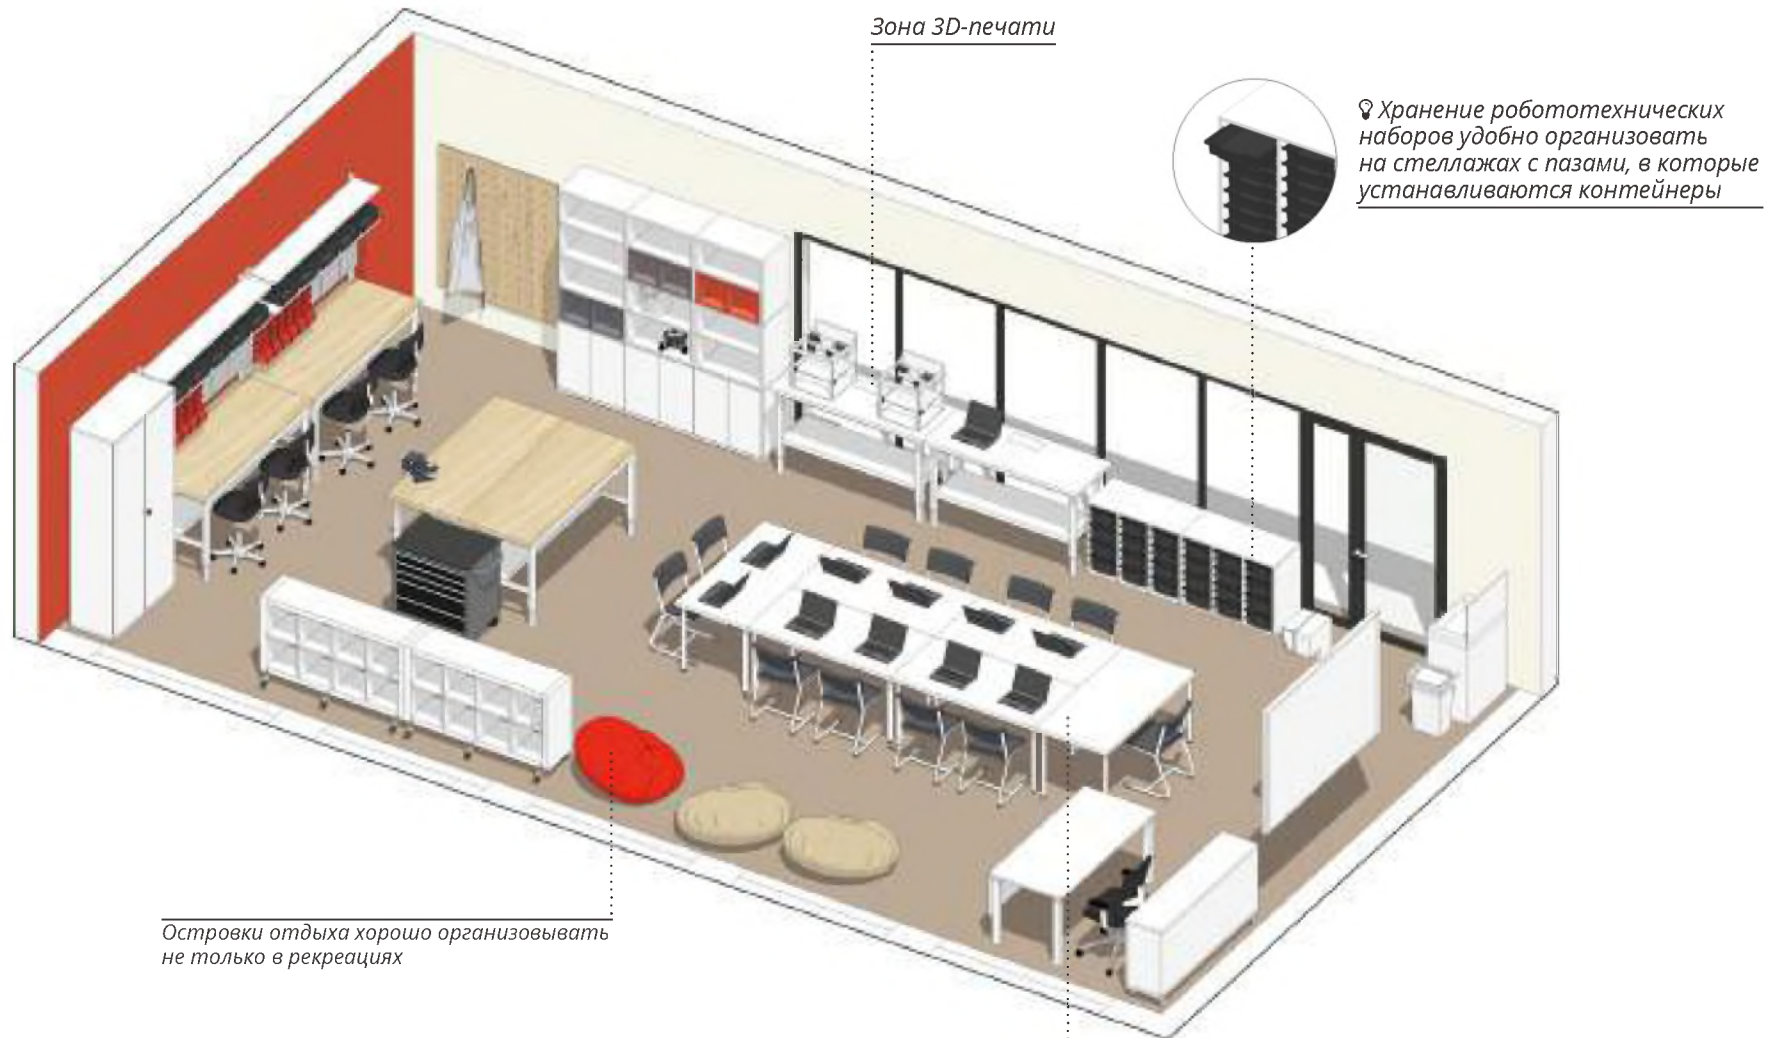 Зона 3D-печати
Хранение робототехнических
наборов удобно организовать
на стеллажах с пазами, в которые
устанавливаются контейнеры
Островки отдыха хорошо организовывать
не только в рекреациях